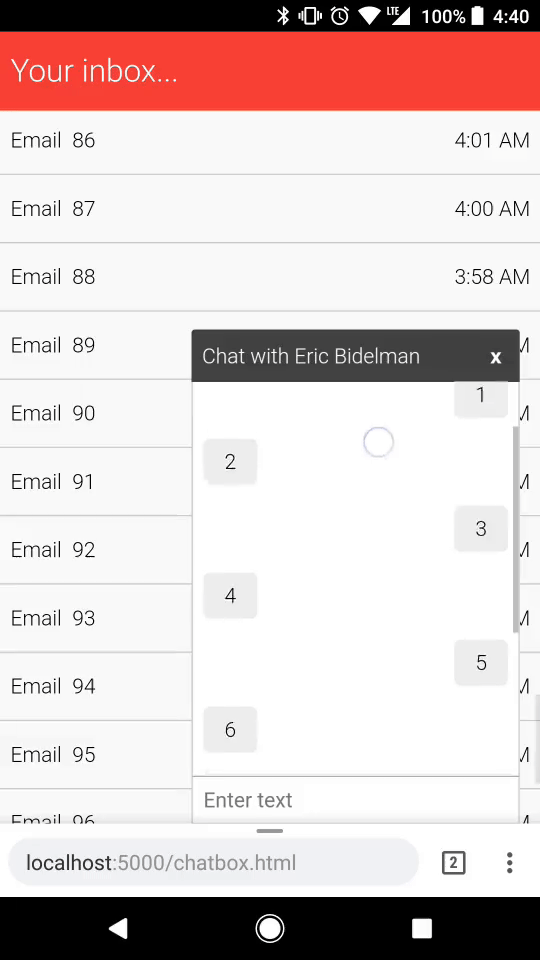 LTE 100% 4:40
Your inbox...
Email 86 4:01 AM
Email 87 4:00 AM
Email 88 3:58 AM
Email 89 M
Chat with Eric Bidelman x
1
Email 90 M
2
Email 91 M
3
Email 92 M
4
Email 93 M
5
Email 94 M
6
Email 95 M
Enter text
Email 96
localhost:5000/chatbox.html 2